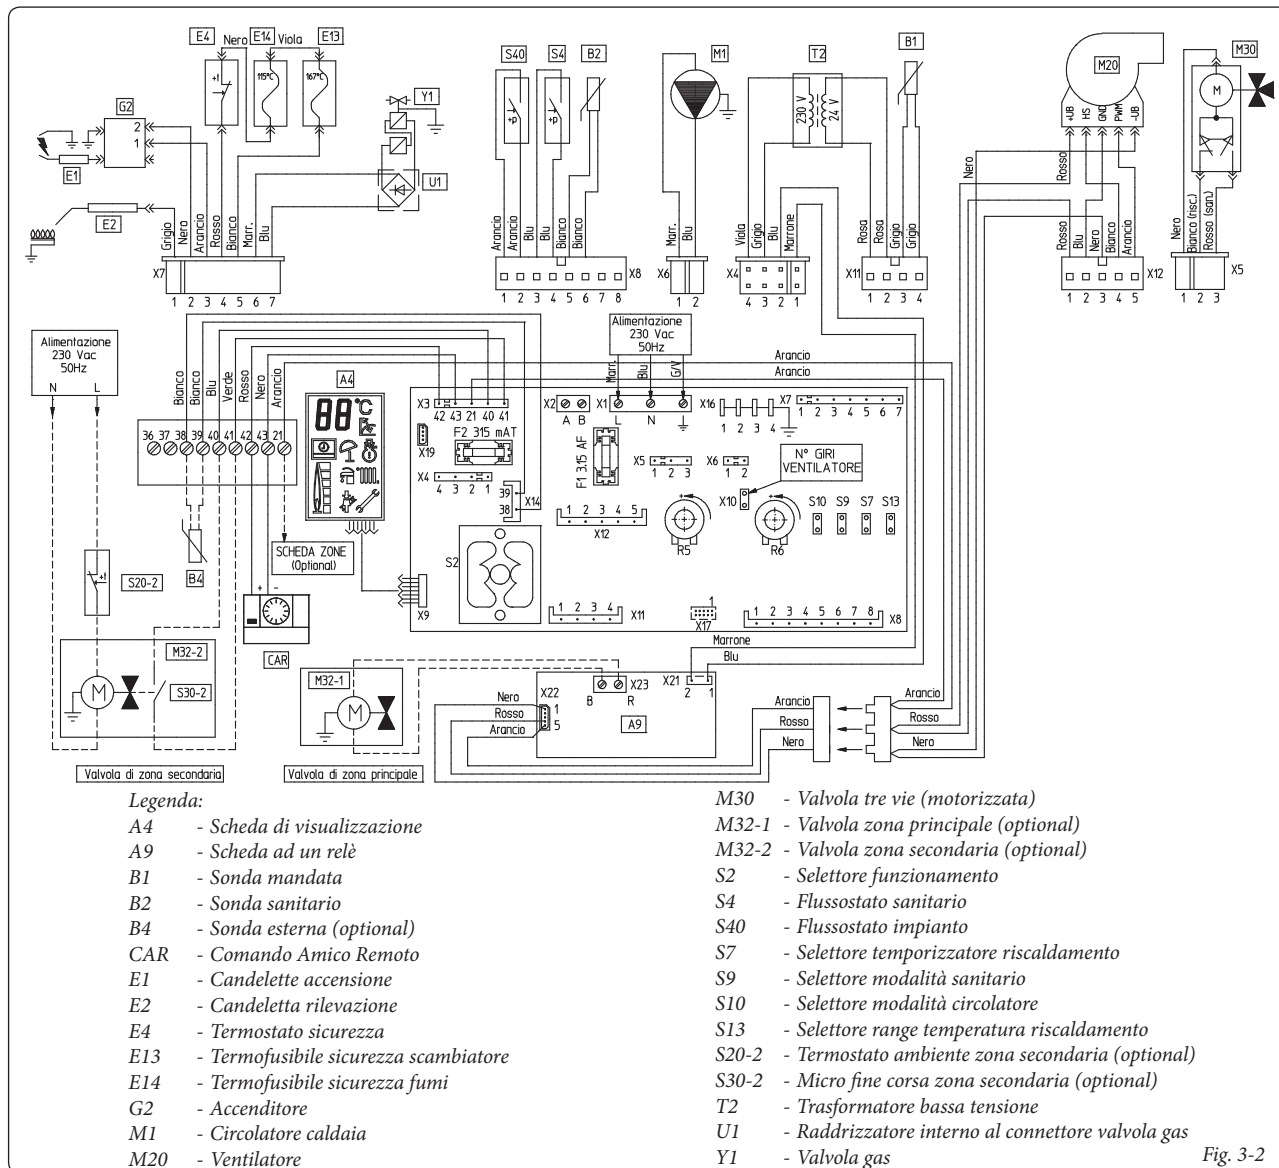 E4 Nero E14 Viola E13
115°C 167°C
G2
2
1
E1
E2
Y1
U1
Grigio Nero Arancio Rosso Bianco Marr. Blu
X7
1 2 3 4 5 6 7
S40 S4 B2
+p +p
Arancio Arancio Blu Blu Bianco Bianco
X8
1 2 3 4 5 6 7 8
M1
Marr. Blu
X6
1 2
T2
230 V 24 V
Viola Grigio Blu Marrone
X4
4 3 2 1
B1
Rosa Rosa Grigio Grigio
X11
1 2 3 4
M20
+UB HS GND PWM -UB
Nero Rosso
Rosso Blu Nero Bianco Arancio
X12
1 2 3 4 5
M30
M
Nero Bianco (risc.) Rosso (san.)
X5
1 2 3
Alimentazione
230 Vac
50Hz
N L
Bianco Bianco Blu Verde Rosso Nero Arancio
36 37 38 39 40 41 42 43 21
A4
88°C
SCHEDA ZONE
(Optional)
B4
S20-2
M32-2
M
S30-2
CAR
+ -
Valvola di zona secondaria
Alimentazione
230 Vac
50Hz
Marr. Blu G/V
Arancio
Arancio
X3
42 43 21 40 41
X2
A B
X1
L N
X16
1 2 3 4
X7
1 2 3 4 5 6 7
X19
F2 315 mAT
F1 3.15 AF
X4
4 3 2 1
X14
39
38
X5
1 2 3
X6
1 2
N° GIRI
VENTILATORE
X10
S10 S9 S7 S13
R5 R6
X12
1 2 3 4 5
S2
X9
X11
1 2 3 4
X17
1
X8
1 2 3 4 5 6 7 8
Marrone
Blu
M32-1
M
Valvola di zona principale
X22
1
5
X23
B R
X21
2 1
A9
Nero
Rosso
Arancio
Arancio
Rosso
Nero
Arancio
Rosso
Nero
Legenda:
A4 - Scheda di visualizzazione
A9 - Scheda ad un relè
B1 - Sonda mandata
B2 - Sonda sanitario
B4 - Sonda esterna (optional)
CAR - Comando Amico Remoto
E1 - Candelette accensione
E2 - Candeletta rilevazione
E4 - Termostato sicurezza
E13 - Termofusibile sicurezza scambiatore
E14 - Termofusibile sicurezza fumi
G2 - Accenditore
M1 - Circolatore caldaia
M20 - Ventilatore
M30 - Valvola tre vie (motorizzata)
M32-1 - Valvola zona principale (optional)
M32-2 - Valvola zona secondaria (optional)
S2 - Selettore funzionamento
S4 - Flussostato sanitario
S40 - Flussostato impianto
S7 - Selettore temporizzatore riscaldamento
S9 - Selettore modalità sanitario
S10 - Selettore modalità circolatore
S13 - Selettore range temperatura riscaldamento
S20-2 - Termostato ambiente zona secondaria (optional)
S30-2 - Micro fine corsa zona secondaria (optional)
T2 - Trasformatore bassa tensione
U1 - Raddrizzatore interno al connettore valvola gas
Y1 - Valvola gas
Fig. 3-2